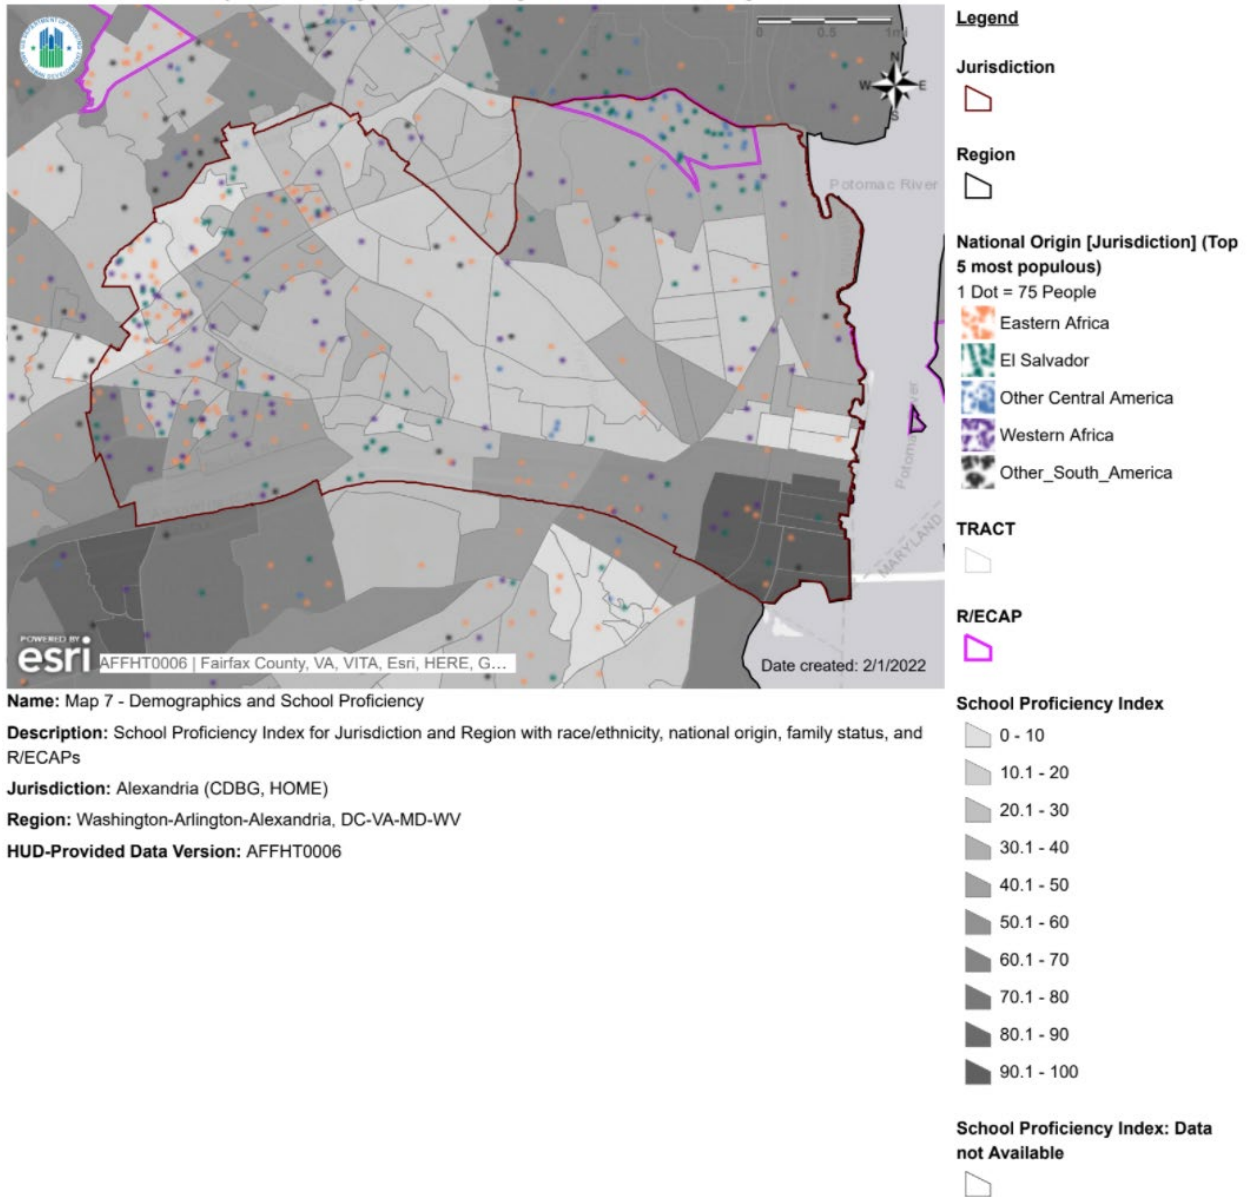 0 0.5 1mi
N
W E
S
Potomac River
Potomac River
MARYLAND
POWERED BY
esri
AFFHT0006 | Fairfax County, VA, VITA, Esri, HERE, G...
Date created: 2/1/2022
Name: Map 7 - Demographics and School Proficiency
Description: School Proficiency Index for Jurisdiction and Region with race/ethnicity, national origin, family status, and
R/ECAPs
Jurisdiction: Alexandria (CDBG, HOME)
Region: Washington-Arlington-Alexandria, DC-VA-MD-WV
HUD-Provided Data Version: AFFHT0006
Legend
Jurisdiction
Region
National Origin [Jurisdiction] (Top
5 most populous)
1 Dot = 75 People
Eastern Africa
El Salvador
Other Central America
Western Africa
Other_South_America
TRACT
R/ECAP
School Proficiency Index
0 - 10
10.1 - 20
20.1 - 30
30.1 - 40
40.1 - 50
50.1 - 60
60.1 - 70
70.1 - 80
80.1 - 90
90.1 - 100
School Proficiency Index: Data
not Available